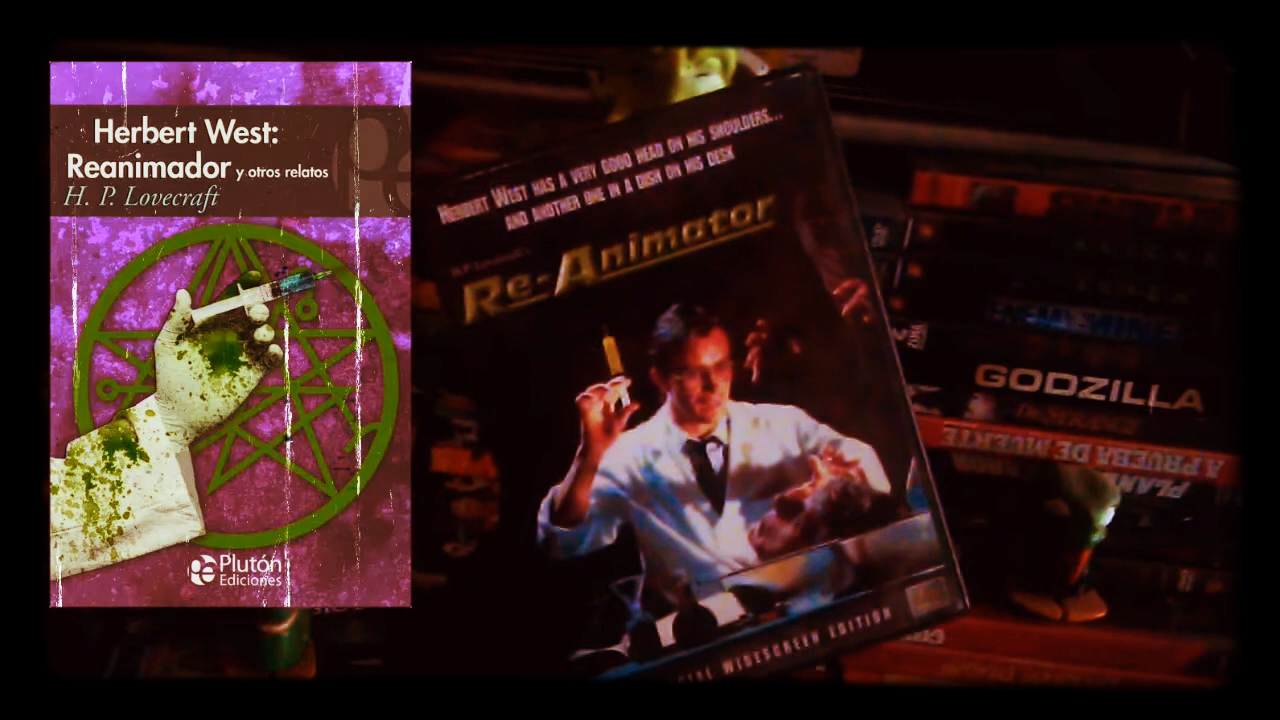 Herbert West:
Reanimador y otros relatos
H. P. Lovecraft
Plutón
Ediciones
HERBERT WEST HAS A VERY GOOD HEAD ON HIS SHOULDERS...
AND ANOTHER ONE IN A DISH ON HIS DESK
Re-Animator
WIDESCREEN EDITION
GODZILLA
A PRUEBA DE MUERTE